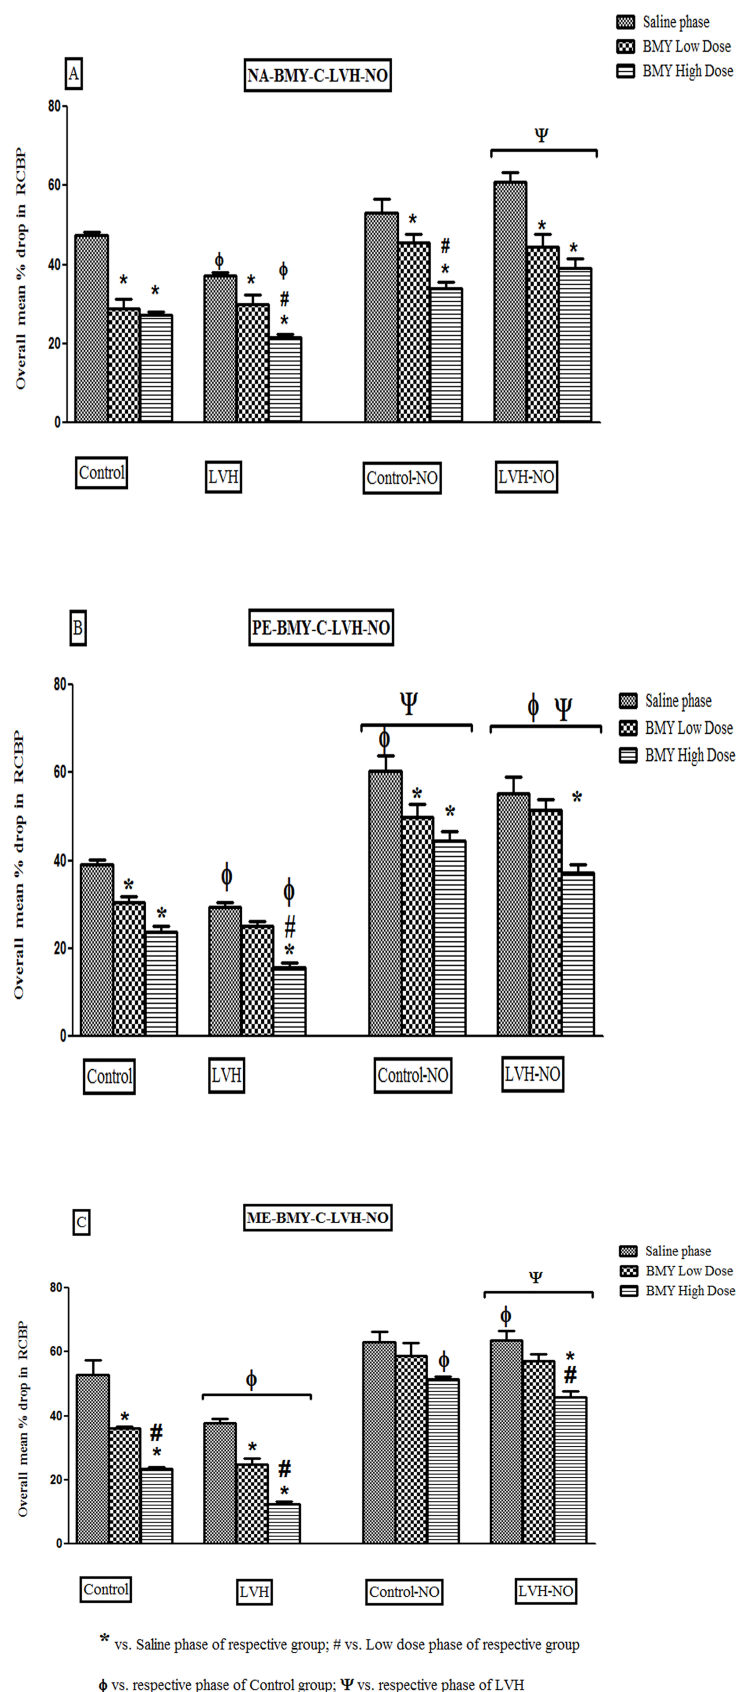 Saline phase
BMY Low Dose
BMY High Dose
A
NA-BMY-C-LVH-NO
Overall mean % drop in RCBP
80
60
40
20
0
* * ϕ * ϕ # * * # * Ψ * *
Control
LVH
Control-NO
LVH-NO
B
PE-BMY-C-LVH-NO
Saline phase
BMY Low Dose
BMY High Dose
Overall mean % drop in RCBP
80
60
40
20
0
* * ϕ ϕ # * Ψ ϕ * * ϕ Ψ *
Control
LVH
Control-NO
LVH-NO
C
ME-BMY-C-LVH-NO
Saline phase
BMY Low Dose
BMY High Dose
Overall mean % drop in RCBP
80
60
40
20
0
* # * ϕ * # * ϕ Ψ ϕ * #
Control
LVH
Control-NO
LVH-NO
* vs. Saline phase of respective group; # vs. Low dose phase of respective group
ϕ vs. respective phase of Control group; Ψ vs. respective phase of LVH